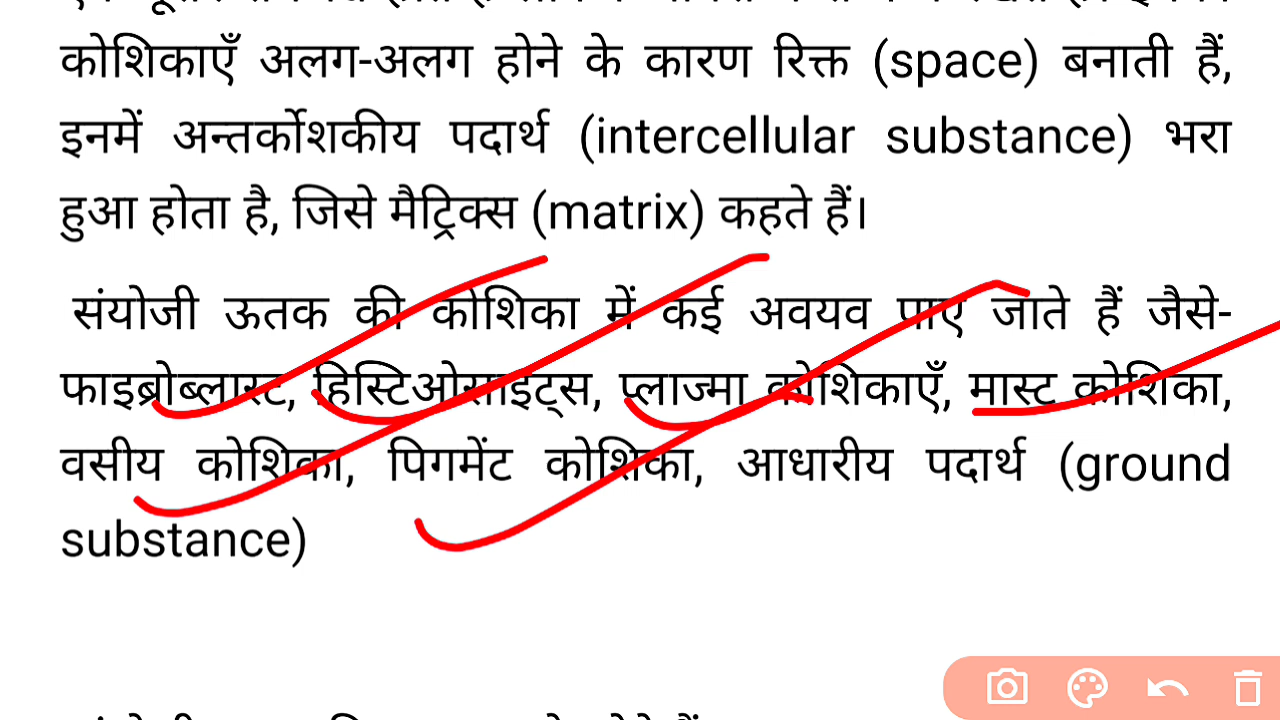 कोशिकाएँ अलग-अलग होने के कारण रिक्त (space) बनाती हैं,
इनमें अन्तर्कोशकीय पदार्थ (intercellular substance) भरा
हुआ होता है, जिसे मैट्रिक्स (matrix) कहते हैं।
संयोजी ऊतक की कोशिका में कई अवयव पाए जाते हैं जैसे-
फाइब्रोब्लास्ट, हिस्टिओसाइट्स, प्लाज्मा कोशिकाएँ, मास्ट कोशिका,
वसीय कोशिका, पिगमेंट कोशिका, आधारीय पदार्थ (ground
substance)